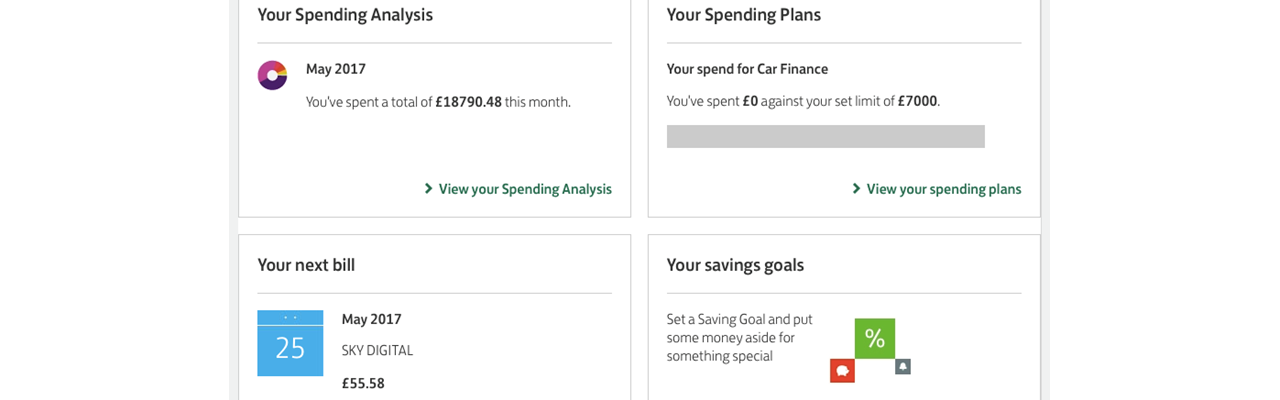 Your Spending Analysis
May 2017
You've spent a total of £18790.48 this month.
View your Spending Analysis
Your Spending Plans
Your spend for Car Finance
You've spent £0 against your set limit of £7000.
View your spending plans
Your next bill
25
May 2017
SKY DIGITAL
£55.58
Your savings goals
Set a Saving Goal and put
some money aside for
something special
%